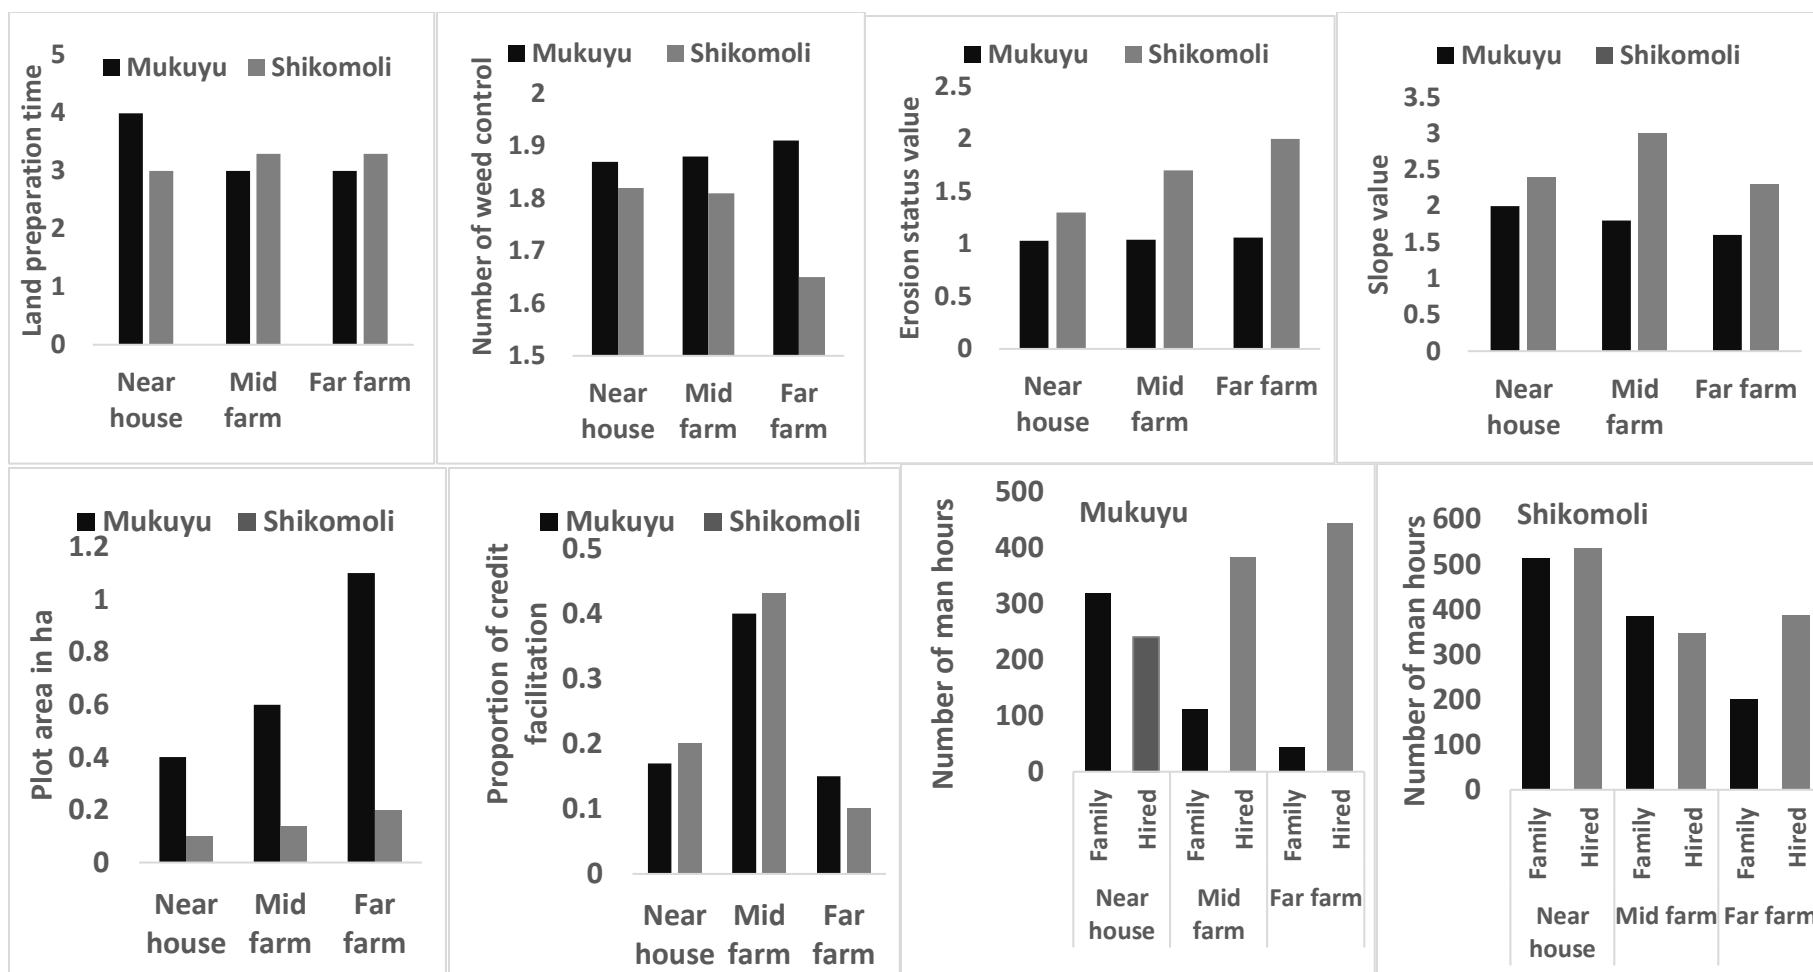 Mukuyu Shikomoli
Land preparation time
5
4
3
2
1
0
Near house
Mid farm
Far farm
Mukuyu Shikomoli
Number of weed control
2
1.9
1.8
1.7
1.6
1.5
Near house
Mid farm
Far farm
Mukuyu Shikomoli
Erosion status value
2.5
2
1.5
1
0.5
0
Near house
Mid farm
Far farm
Mukuyu Shikomoli
Slope value
3.5
3
2.5
2
1.5
1
0.5
0
Near house
Mid farm
Far farm
Mukuyu Shikomoli
Plot area in ha
1.2
1
0.8
0.6
0.4
0.2
0
Near house
Mid farm
Far farm
Mukuyu Shikomoli
Proportion of credit
facilitation
0.5
0.4
0.3
0.2
0.1
0
Near house
Mid farm
Far farm
Mukuyu
Number of man hours
500
400
300
200
100
0
Family
Hired
Family
Hired
Family
Hired
Near house
Mid farm
Far farm
Shikomoli
Number of man hours
600
500
400
300
200
100
0
Family
Hired
Family
Hired
Family
Hired
Near house
Mid farm
Far farm